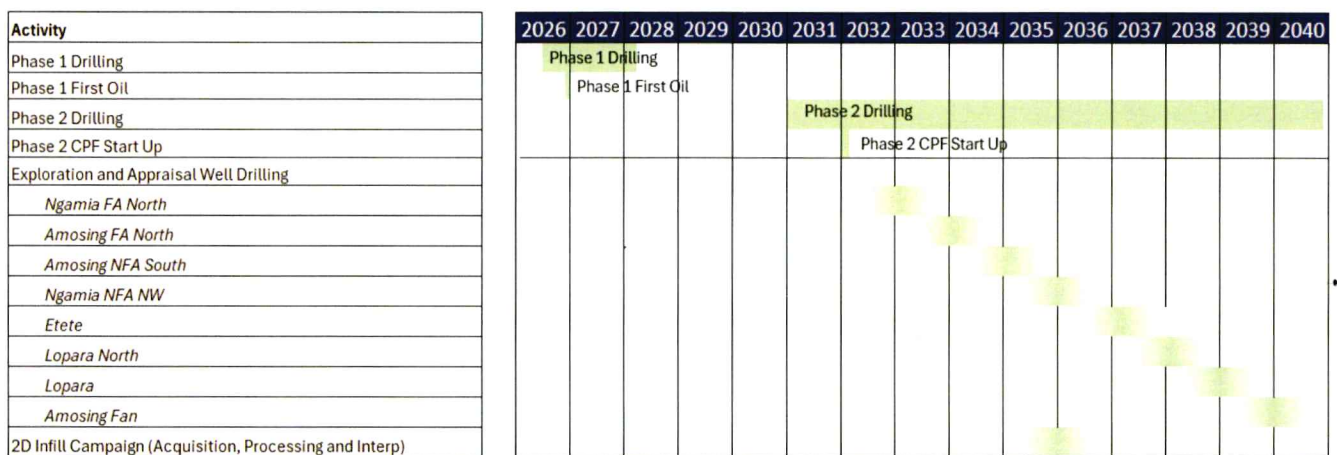 Activity 2026 2027 2028 2029 2030 2031 2032 2033 2034 2035 2036 2037 2038 2039 2040
Phase 1 Drilling Phase 1 Drilling
Phase 1 First Oil Phase 1 First Oil
Phase 2 Drilling Phase 2 Drilling
Phase 2 CPF Start Up Phase 2 CPF Start Up
Exploration and Appraisal Well Drilling
Ngamia FA North
Amosing FA North
Amosing NFA South
Ngamia NFA NW
Etete
Lopara North
Lopara
Amosing Fan
2D Infill Campaign (Acquisition, Processing and Interp)